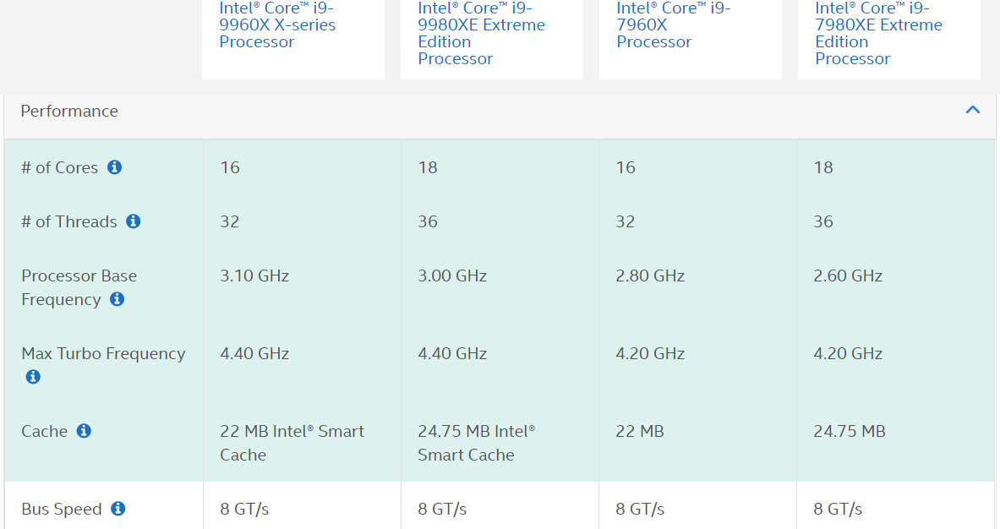 Intel® Core™ i9-
9960X X-series
Processor
Intel® Core™ i9-
9980XE Extreme
Edition
Processor
Intel® Core™ i9-
7960X
Processor
Intel® Core™ i9-
7980XE Extreme
Edition
Processor
Performance
# of Cores 16 18 16 18
# of Threads 32 36 32 36
Processor Base
Frequency
3.10 GHz 3.00 GHz 2.80 GHz 2.60 GHz
Max Turbo Frequency 4.40 GHz 4.40 GHz 4.20 GHz 4.20 GHz
Cache
22 MB Intel® Smart
Cache
24.75 MB Intel®
Smart Cache
22 MB
24.75 MB
Bus Speed 8 GT/s 8 GT/s 8 GT/s 8 GT/s